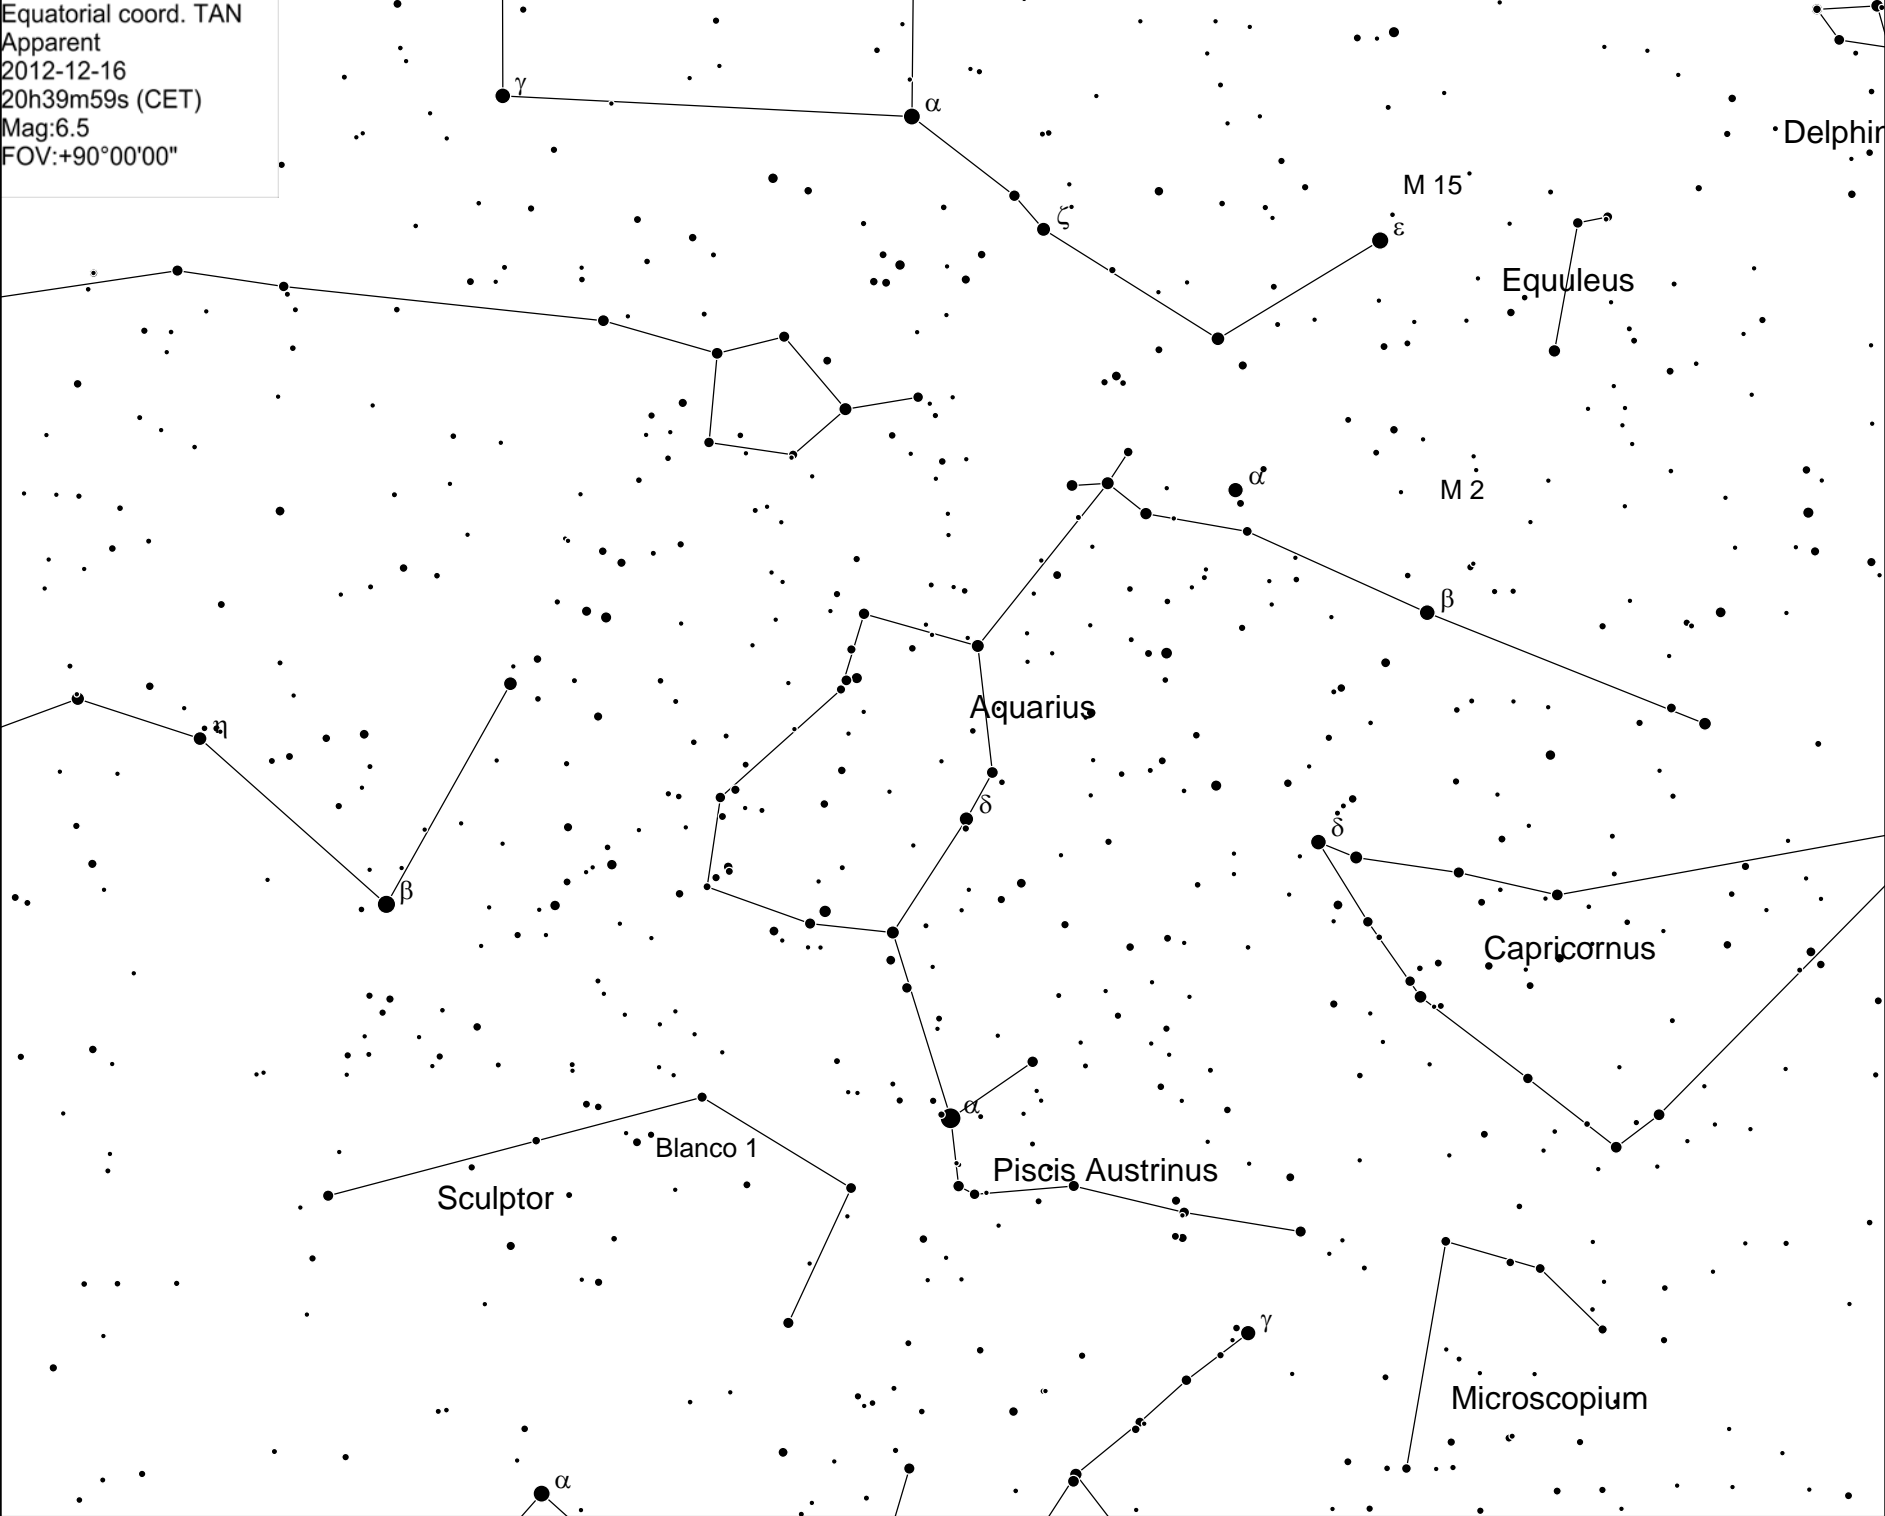 Equatorial coord. TAN
Apparent
2012-12-16
20h39m59s (CET)
Mag:6.5
FOV:+90°00'00"
γ
α
Delphin
M 15
ζ
ε
Equuleus
α
M 2
β
Aquarius
η
δ
δ
β
Capricornus
α
Blanco 1
Piscis Austrinus
Sculptor
γ
Microscopium
α